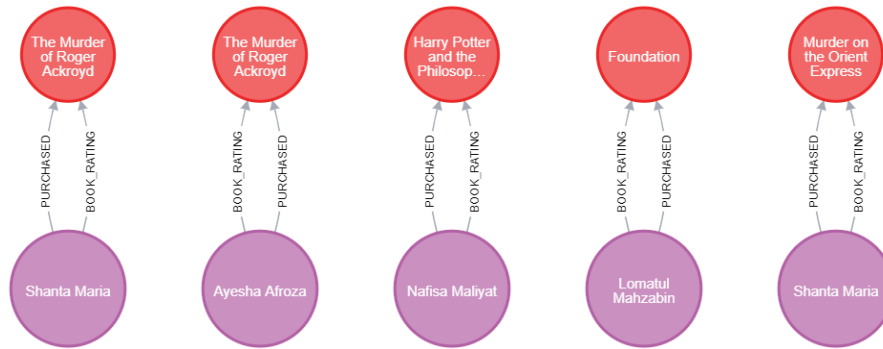 The Murder
of Roger
Ackroyd
The Murder
of Roger
Ackroyd
Harry Potter
and the
Philosop...
Foundation
Murder on
the Orient
Express
PURCHASED
BOOK_RATING
BOOK_RATING
PURCHASED
PURCHASED
BOOK_RATING
BOOK_RATING
PURCHASED
PURCHASED
BOOK_RATING
Shanta Maria
Ayesha Afroza
Nafisa Maliyat
Lomatul
Mahzabin
Shanta Maria